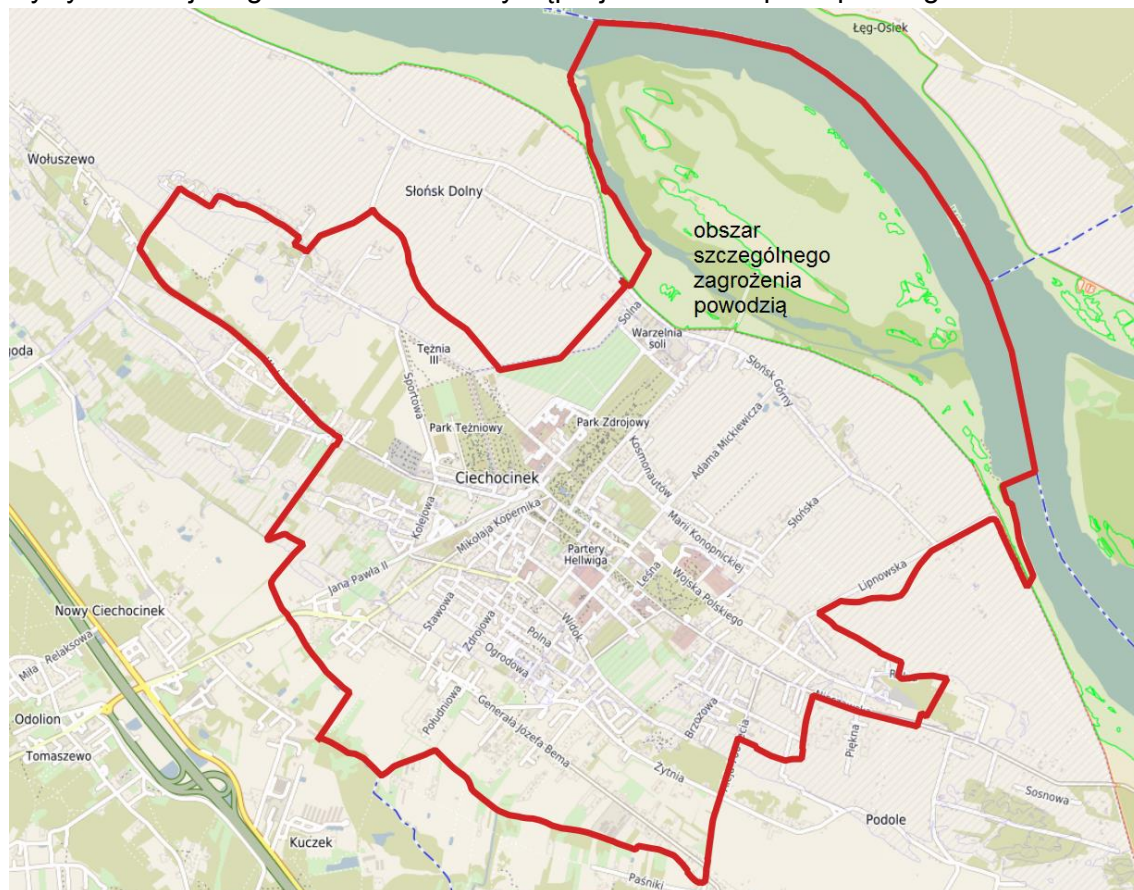 Łęg-Osiek
Wołuszewo
Słońsk Dolny
obszar
szczególnego
zagrożenia
powodzią
Solna
Warzelnia
soli
Tężnia
III
Słońsk Górny
Sportowa
Park Tężniowy
Park Zdrojowy
Adama Mickiewicza
Kosmonautów
Ciechocinek
Kolejowa
Mikołaja Kopernika
Słońska
Marii Konopnickiej
Partery
Hellwiga
Leśna
Wojska Polskiego
Lipnowska
Jana Pawła II
Nowy Ciechocinek
Stawowa
Zdrojowa
Polna
Widok
Ogrodowa
Miła
Relaksowa
Odolion
Południowa
Generała Józefa Bema
Brzozowa
Piękna
Tomaszewo
Żytnia
Sosnowa
Podole
Kuczek
Paśniki